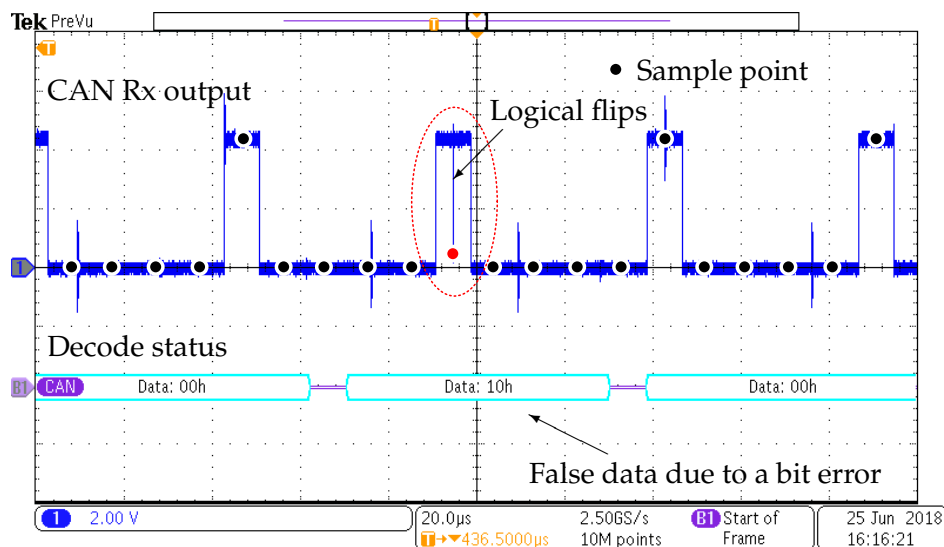 Tek PreVu
T
T
CAN Rx output
Sample point
Logical flips
1
Decode status
B1 CAN Data: 00h Data: 10h Data: 00h
False data due to a bit error
1 2.00 V
20.0μs 2.50GS/s B1 Start of 25 Jun 2018
T→▼436.5000μs 10M points Frame 16:16:21